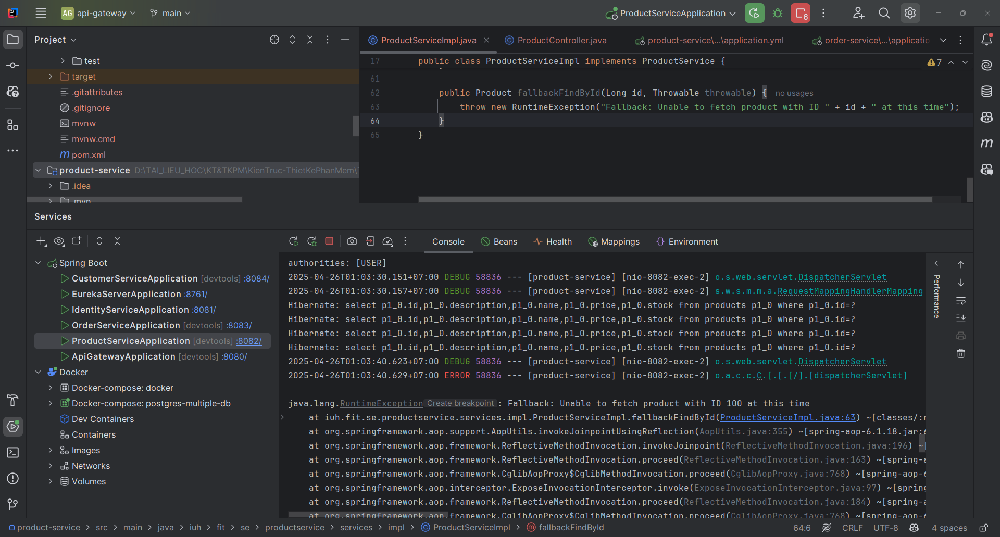 AG api-gateway main ProductServiceApplication 6
Project
test
target
.gitattributes
.gitignore
mvnw
mvnw.cmd
pom.xml
product-service D:\TAI_LIEU_HOC\KT&TKPM\KienTruc-ThietKePhanMem\
.idea
.mvn
ProductServiceImpl.java ProductController.java product-service\...\application.yml order-service\...\applicatio
17 public class ProductServiceImpl implements ProductService { 7
61
62 public Product fallbackFindById(Long id, Throwable throwable) { no usages
63 throw new RuntimeException("Fallback: Unable to fetch product with ID " + id + " at this time");
64 }
65 }
Services
Spring Boot
CustomerServiceApplication [devtools] :8084/
EurekaServerApplication :8761/
IdentityServiceApplication :8081/
OrderServiceApplication [devtools] :8083/
ProductServiceApplication [devtools] :8082/
ApiGatewayApplication [devtools] :8080/
Docker
Docker-compose: docker
Docker-compose: postgres-multiple-db
Dev Containers
Containers
Images
Networks
Volumes
Console Beans Health Mappings Environment
authorities: [USER]
2025-04-26T01:03:30.151+07:00 DEBUG 58836 --- [product-service] [nio-8082-exec-2] o.s.web.servlet.DispatcherServlet
2025-04-26T01:03:30.157+07:00 DEBUG 58836 --- [product-service] [nio-8082-exec-2] s.w.s.m.m.a.RequestMappingHandlerMapping
Hibernate: select p1_0.id,p1_0.description,p1_0.name,p1_0.price,p1_0.stock from products p1_0 where p1_0.id=?
Hibernate: select p1_0.id,p1_0.description,p1_0.name,p1_0.price,p1_0.stock from products p1_0 where p1_0.id=?
Hibernate: select p1_0.id,p1_0.description,p1_0.name,p1_0.price,p1_0.stock from products p1_0 where p1_0.id=?
Hibernate: select p1_0.id,p1_0.description,p1_0.name,p1_0.price,p1_0.stock from products p1_0 where p1_0.id=?
2025-04-26T01:03:40.623+07:00 DEBUG 58836 --- [product-service] [nio-8082-exec-2] o.s.web.servlet.DispatcherServlet
2025-04-26T01:03:40.629+07:00 ERROR 58836 --- [product-service] [nio-8082-exec-2] o.a.c.c.C.[.[.[/].[dispatcherServlet]
java.lang.RuntimeException Create breakpoint : Fallback: Unable to fetch product with ID 100 at this time
at iuh.fit.se.productservice.services.impl.ProductServiceImpl.fallbackFindById(ProductServiceImpl.java:63) ~[classes/:n
at org.springframework.aop.support.AopUtils.invokeJoinpointUsingReflection(AopUtils.java:355) ~[spring-aop-6.1.18.jar:6
at org.springframework.aop.framework.ReflectiveMethodInvocation.invokeJoinpoint(ReflectiveMethodInvocation.java:196) ~
at org.springframework.aop.framework.ReflectiveMethodInvocation.proceed(ReflectiveMethodInvocation.java:163) ~[spring-a
at org.springframework.aop.framework.CglibAopProxy$CglibMethodInvocation.proceed(CglibAopProxy.java:768) ~[spring-aop-6
at org.springframework.aop.interceptor.ExposeInvocationInterceptor.invoke(ExposeInvocationInterceptor.java:97) ~[spring
at org.springframework.aop.framework.ReflectiveMethodInvocation.proceed(ReflectiveMethodInvocation.java:184) ~[spring-a
at org.springframework.aop.framework.CglibAopProxy$CglibMethodInvocation.proceed(CglibAopProxy.java:768) ~[spring-aop-6
Performance
product-service > src > main > java > iuh > fit > se > productservice > services > impl > ProductServiceImpl > fallbackFindById 64:6 CRLF UTF-8 4 spaces